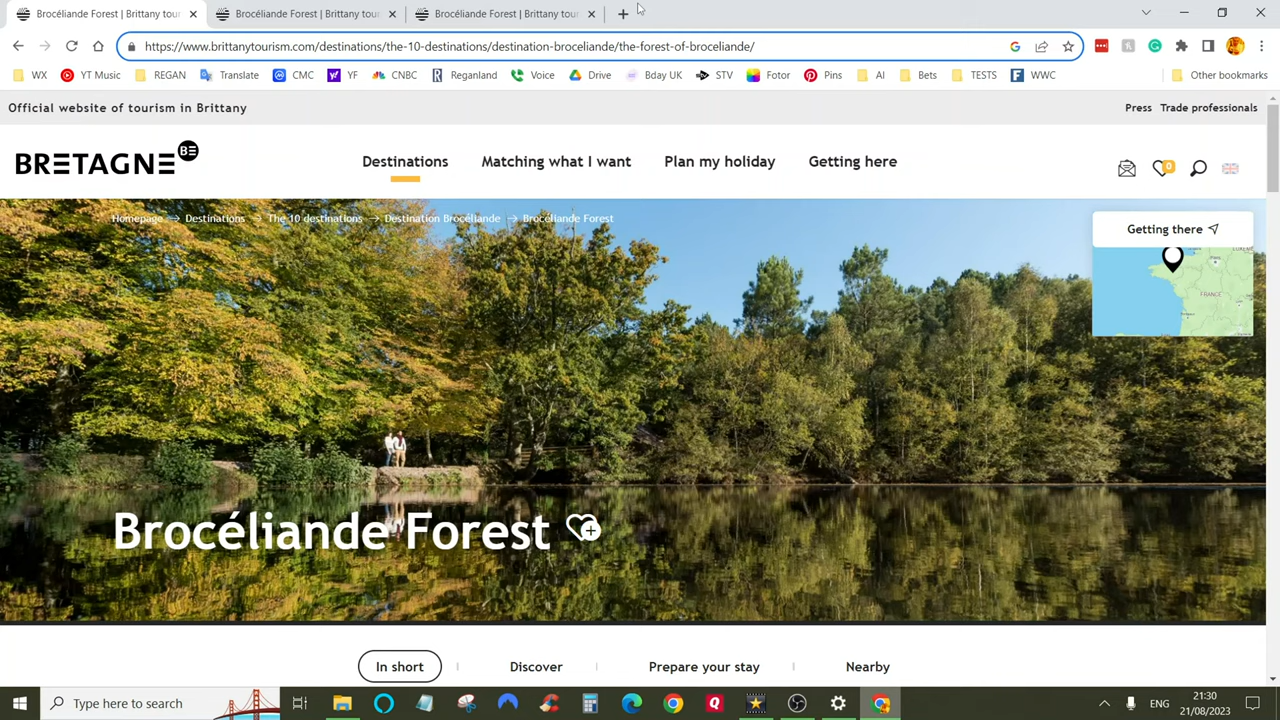 Brocéliande Forest | Brittany tour
Brocéliande Forest | Brittany tour
Brocéliande Forest | Brittany tour
https://www.brittanytourism.com/destinations/the-10-destinations/destination-broceliande/the-forest-of-broceliande/
WX YT Music REGAN Translate CMC YF CNBC Reganland Voice Drive Bday UK STV Fotor Pins AI Bets TESTS WWC Other bookmarks
Official website of tourism in Brittany Press Trade professionals
BRETAGNE BE
Destinations Matching what I want Plan my holiday Getting here
0
Homepage → Destinations → The 10 destinations → Destination Brocéliande → Brocéliande Forest
Getting there
FRANCE
Brocéliande Forest
In short Discover Prepare your stay Nearby
Type here to search
ENG
21:30
21/08/2023